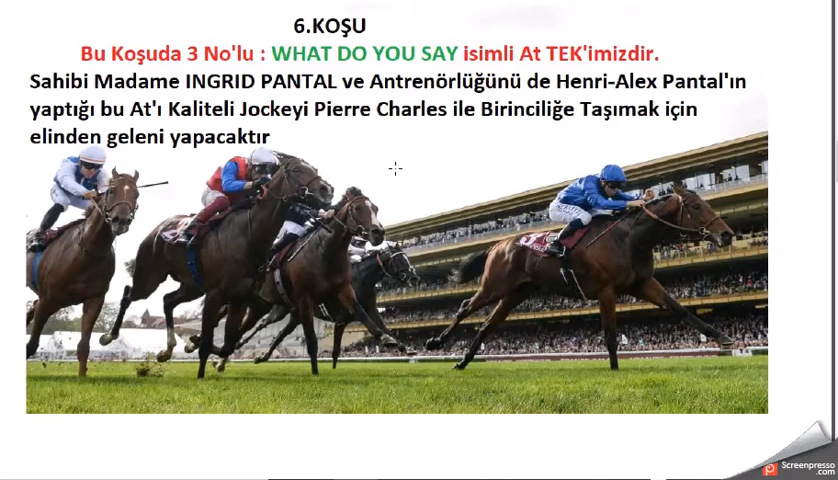 6.KOŞU
Bu Koşuda 3 No'lu : WHAT DO YOU SAY isimli At TEK'imizdir.
Sahibi Madame INGRID PANTAL ve Antrenörlüğünü de Henri-Alex Pantal'ın
yaptığı bu At'ı Kaliteli Jockeyi Pierre Charles ile Birinciliğe Taşımak için
elinden geleni yapacaktır
Screenpresso
.com